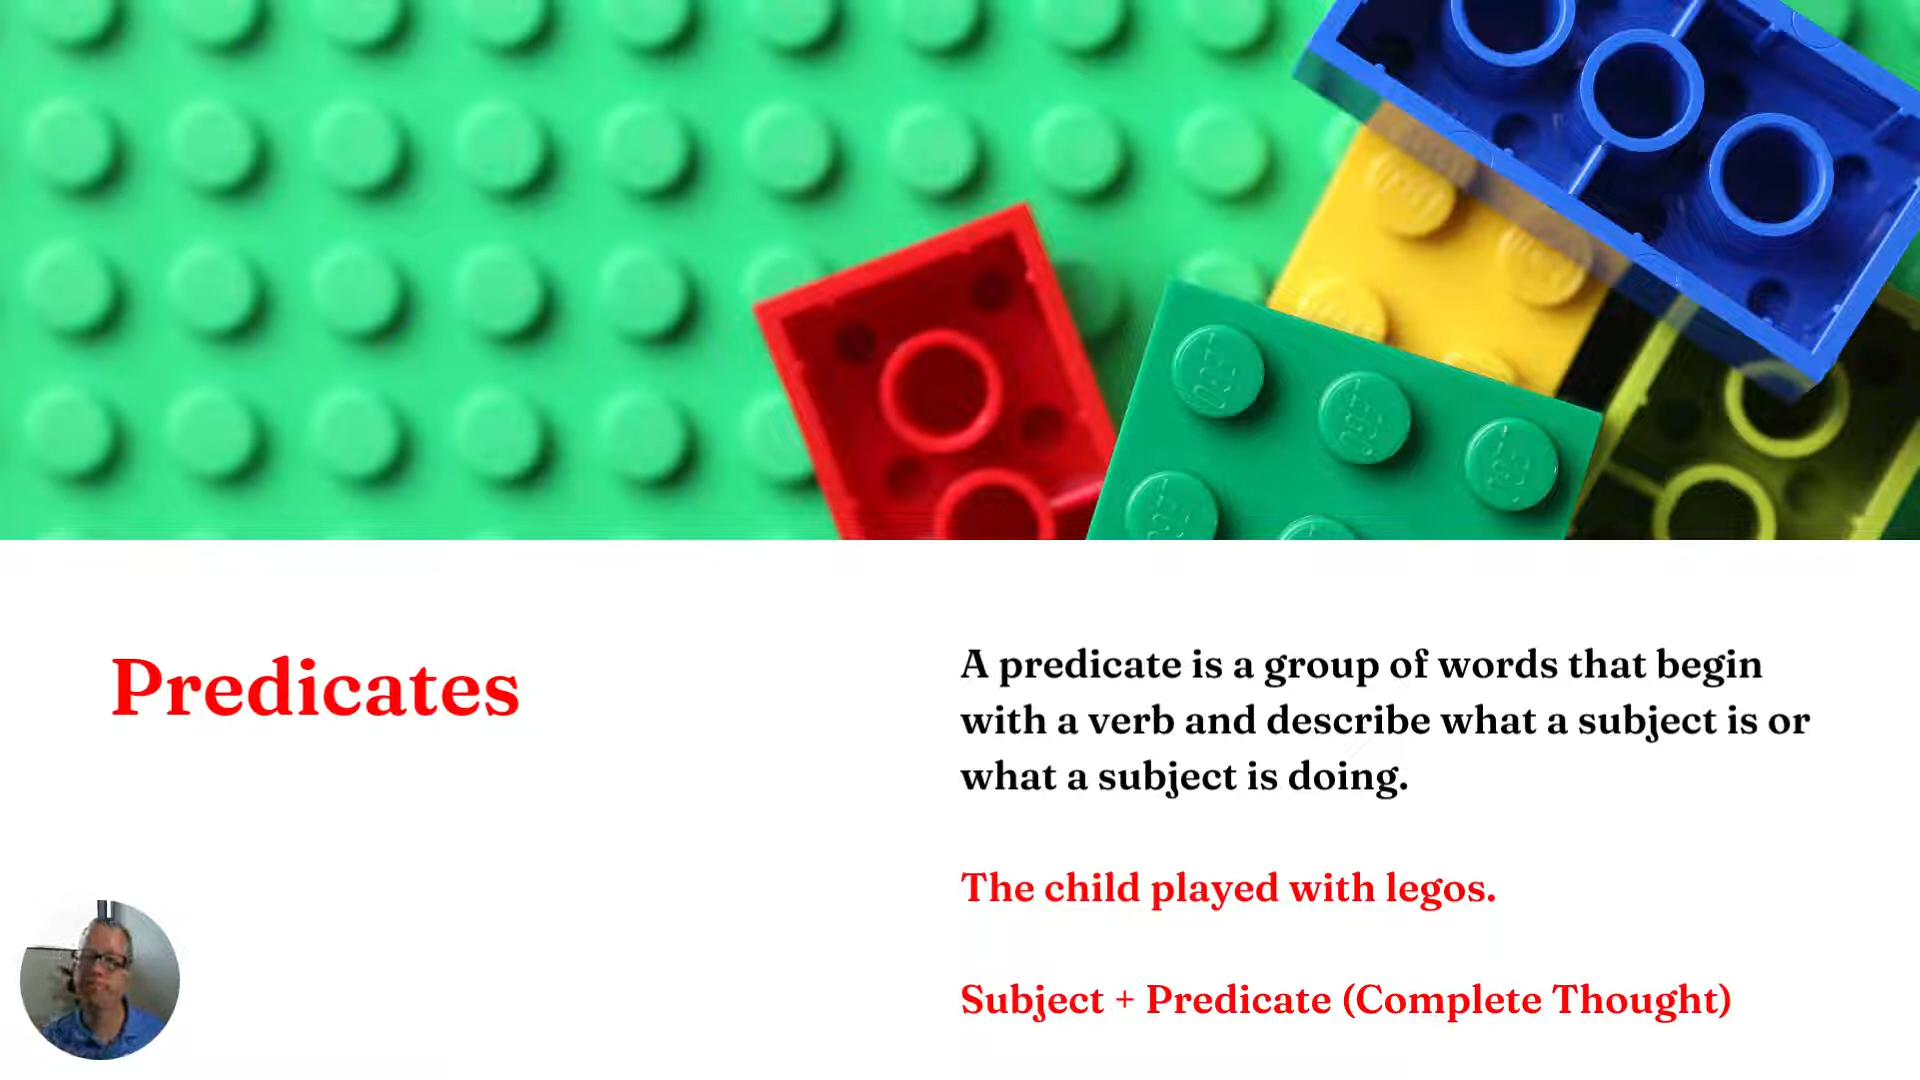 Predicates
A predicate is a group of words that begin
with a verb and describe what a subject is or
what a subject is doing.
The child played with legos.
Subject + Predicate (Complete Thought)